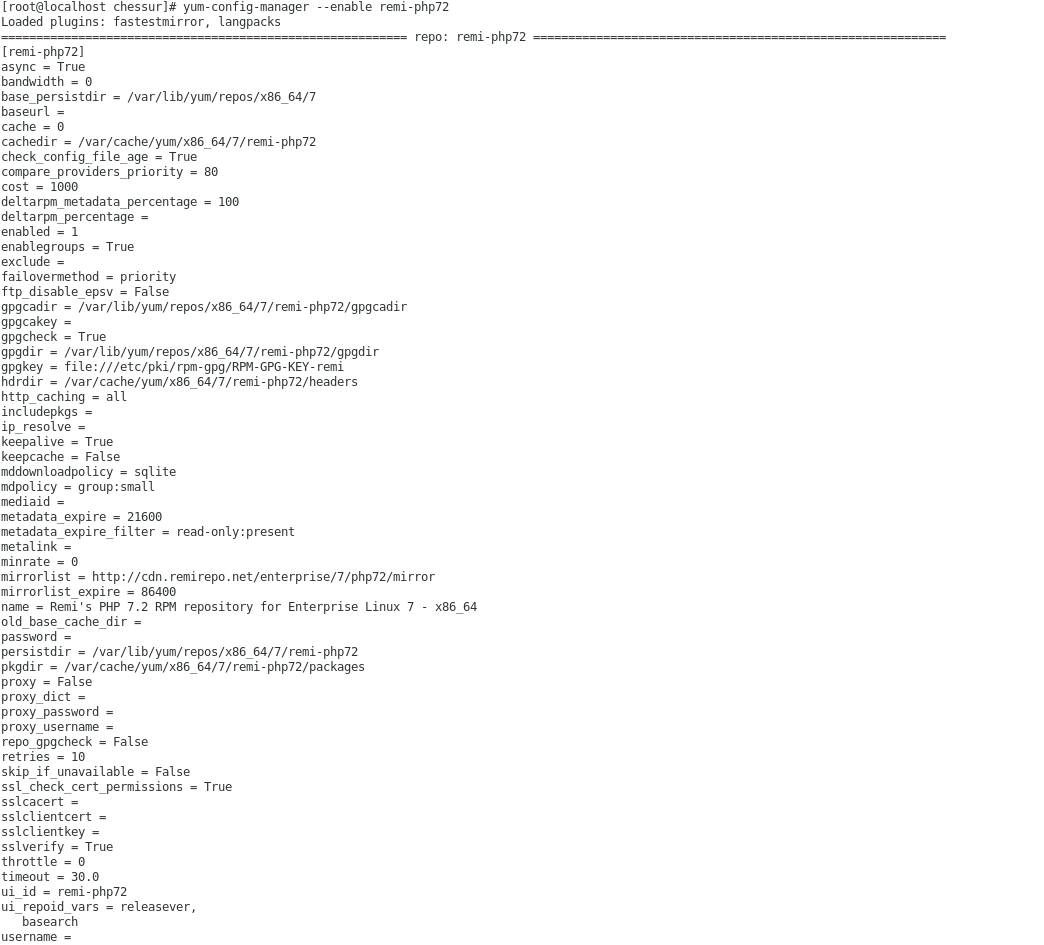 [root@localhost chessur]# yum-config-manager --enable remi-php72
Loaded plugins: fastestmirror, langpacks
========================================================== repo: remi-php72 ===========================================================
[remi-php72]
async = True
bandwidth = 0
base_persistdir = /var/lib/yum/repos/x86_64/7
baseurl =
cache = 0
cachedir = /var/cache/yum/x86_64/7/remi-php72
check_config_file_age = True
compare_providers_priority = 80
cost = 1000
deltarpm_metadata_percentage = 100
deltarpm_percentage =
enabled = 1
enablegroups = True
exclude =
failovermethod = priority
ftp_disable_epsv = False
gpgcadir = /var/lib/yum/repos/x86_64/7/remi-php72/gpgcadir
gpgcakey =
gpgcheck = True
gpgdir = /var/lib/yum/repos/x86_64/7/remi-php72/gpgdir
gpgkey = file:///etc/pki/rpm-gpg/RPM-GPG-KEY-remi
hdrdir = /var/cache/yum/x86_64/7/remi-php72/headers
http_caching = all
includepkgs =
ip_resolve =
keepalive = True
keepcache = False
mddownloadpolicy = sqlite
mdpolicy = group:small
mediaid =
metadata_expire = 21600
metadata_expire_filter = read-only:present
metalink =
minrate = 0
mirrorlist = http://cdn.remirepo.net/enterprise/7/php72/mirror
mirrorlist_expire = 86400
name = Remi's PHP 7.2 RPM repository for Enterprise Linux 7 - x86_64
old_base_cache_dir =
password =
persistdir = /var/lib/yum/repos/x86_64/7/remi-php72
pkgdir = /var/cache/yum/x86_64/7/remi-php72/packages
proxy = False
proxy_dict =
proxy_password =
proxy_username =
repo_gpgcheck = False
retries = 10
skip_if_unavailable = False
ssl_check_cert_permissions = True
sslcacert =
sslclientcert =
sslclientkey =
sslverify = True
throttle = 0
timeout = 30.0
ui_id = remi-php72
ui_repoid_vars = releasever,
   basearch
username =